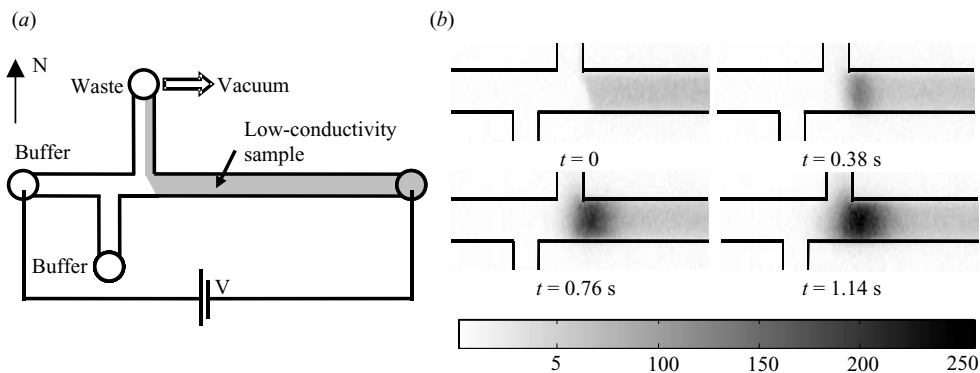 (a)
N
Waste
Vacuum
Low-conductivity
sample
Buffer
Buffer
V
(b)
t = 0
t = 0.38 s
t = 0.76 s
t = 1.14 s
5
100
150
200
250